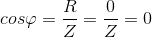 cosφ = R/Z = 0/Z = 0